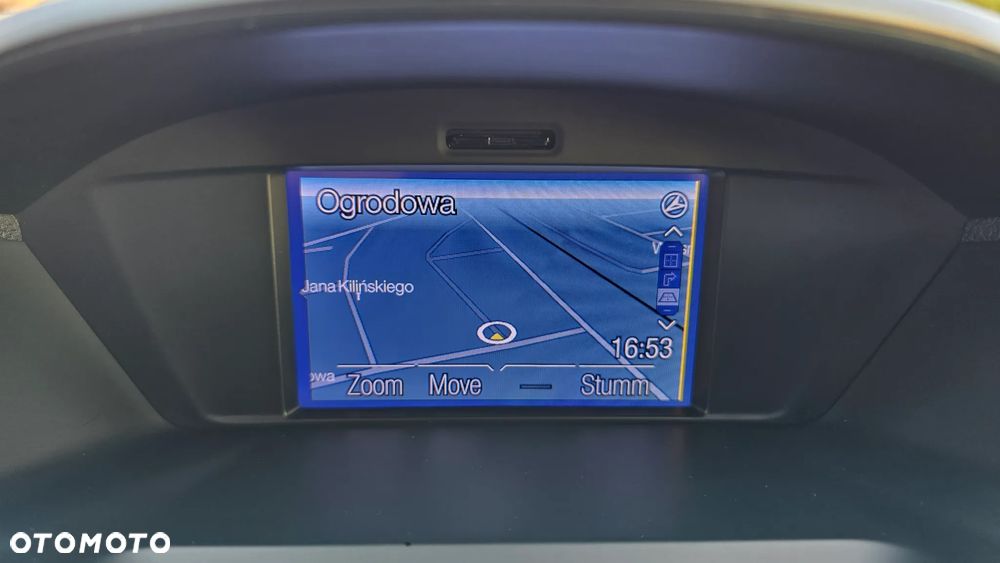 Ogrodowa
Jana Kilińskiego
16:53
Zoom Move Stumm
OTOMOTO